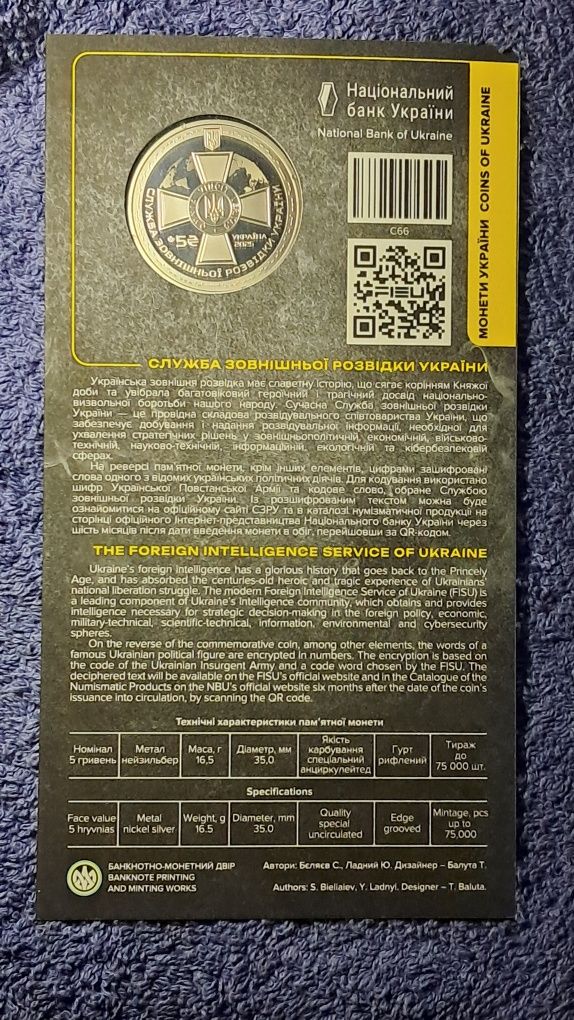 Національний
банк України
National Bank of Ukraine
МОНЕТИ УКРАЇНИ COINS OF UKRAINE
С66
FISU
СЛУЖБА ЗОВНІШНЬОЇ РОЗВІДКИ УКРАЇНИ
5₴
УКРАЇНА
2025
СЛУЖБА ЗОВНІШНЬОЇ РОЗВІДКИ УКРАЇНИ
Українська зовнішня розвідка має славетну історію, що сягає корінням Княжої
доби та увібрала багатовіковий героїчний і трагічний досвід національно-
визвольної боротьби нашого народу. Сучасна Служба зовнішньої розвідки
України — це провідна складова розвідувального співтовариства України, що
забезпечує добування і надання розвідувальної інформації, необхідної для
ухвалення стратегічних рішень у зовнішньополітичній, економічній, військово-
технічній, науково-технічній, інформаційній, екологічній та кібербезпековій
сферах.
На реверсі пам'ятної монети, крім інших елементів, цифрами зашифровані
слова одного з відомих українських політичних діячів. Для кодування використано
шифр Української Повстанської Армії та кодове слово, обране Службою
зовнішньої розвідки України. Із розшифрованим текстом можна буде
ознайомитися на офіційному сайті СЗРУ та в каталозі нумізматичної продукції на
сторінці офіційного Інтернет-представництва Національного банку України через
шість місяців після дати введення монети в обіг, перейшовши за QR-кодом.
THE FOREIGN INTELLIGENCE SERVICE OF UKRAINE
Ukraine's foreign intelligence has a glorious history that goes back to the Princely
Age, and has absorbed the centuries-old heroic and tragic experience of Ukrainians'
national liberation struggle. The modern Foreign Intelligence Service of Ukraine (FISU) is
a leading component of Ukraine's Intelligence community, which obtains and provides
intelligence necessary for strategic decision-making in the foreign policy, economic,
military-technical, scientific-technical, information, environmental and cybersecurity
spheres.
On the reverse of the commemorative coin, among other elements, the words of a
famous Ukrainian political figure are encrypted in numbers. The encryption is based on
the code of the Ukrainian Insurgent Army and a code word chosen by the FISU. The
deciphered text will be available on the FISU's official website and in the Catalogue of the
Numismatic Products on the NBU's official website six months after the date of the coin's
issuance into circulation, by scanning the QR code.
Технічні характеристики пам'ятної монети
Номінал
5 гривень
Метал
нейзильбер
Маса, г
16,5
Діаметр, мм
35,0
Якість
карбування
спеціальний
анциркулейтед
Гурт
рифлений
Тираж
до
75 000 шт.
Specifications
Face value
5 hryvnias
Metal
nickel silver
Weight, g
16.5
Diameter, mm
35.0
Quality
special
uncirculated
Edge
grooved
Mintage, pcs
up to
75,000
БАНКНОТНО-МОНЕТНИЙ ДВІР
BANKNOTE PRINTING
AND MINTING WORKS
Автори: Бєляєв С., Ладний Ю. Дизайнер – Балута Т.
Authors: S. Bieliaiev, Y. Ladnyi. Designer – T. Baluta.